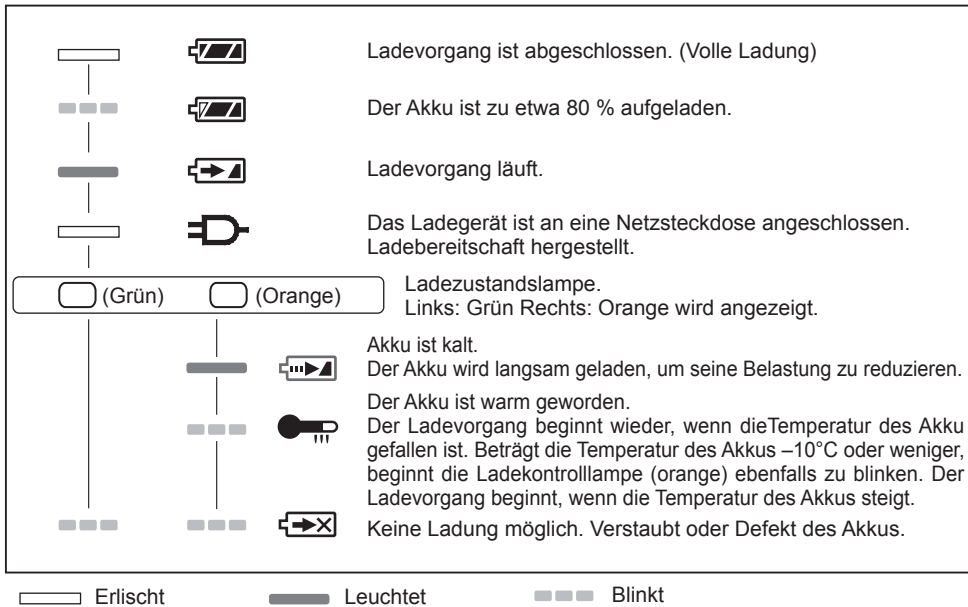 Ladevorgang ist abgeschlossen. (Volle Ladung)
Der Akku ist zu etwa 80 % aufgeladen.
Ladevorgang läuft.
Das Ladegerät ist an eine Netzsteckdose angeschlossen.
Ladebereitschaft hergestellt.
(Grün) (Orange)
Ladezustandslampe.
Links: Grün Rechts: Orange wird angezeigt.
Akku ist kalt.
Der Akku wird langsam geladen, um seine Belastung zu reduzieren.
Der Akku ist warm geworden.
Der Ladevorgang beginnt wieder, wenn dieTemperatur des Akku
gefallen ist. Beträgt die Temperatur des Akkus –10°C oder weniger,
beginnt die Ladekontrolllampe (orange) ebenfalls zu blinken. Der
Ladevorgang beginnt, wenn die Temperatur des Akkus steigt.
Keine Ladung möglich. Verstaubt oder Defekt des Akkus.
Erlischt Leuchtet Blinkt